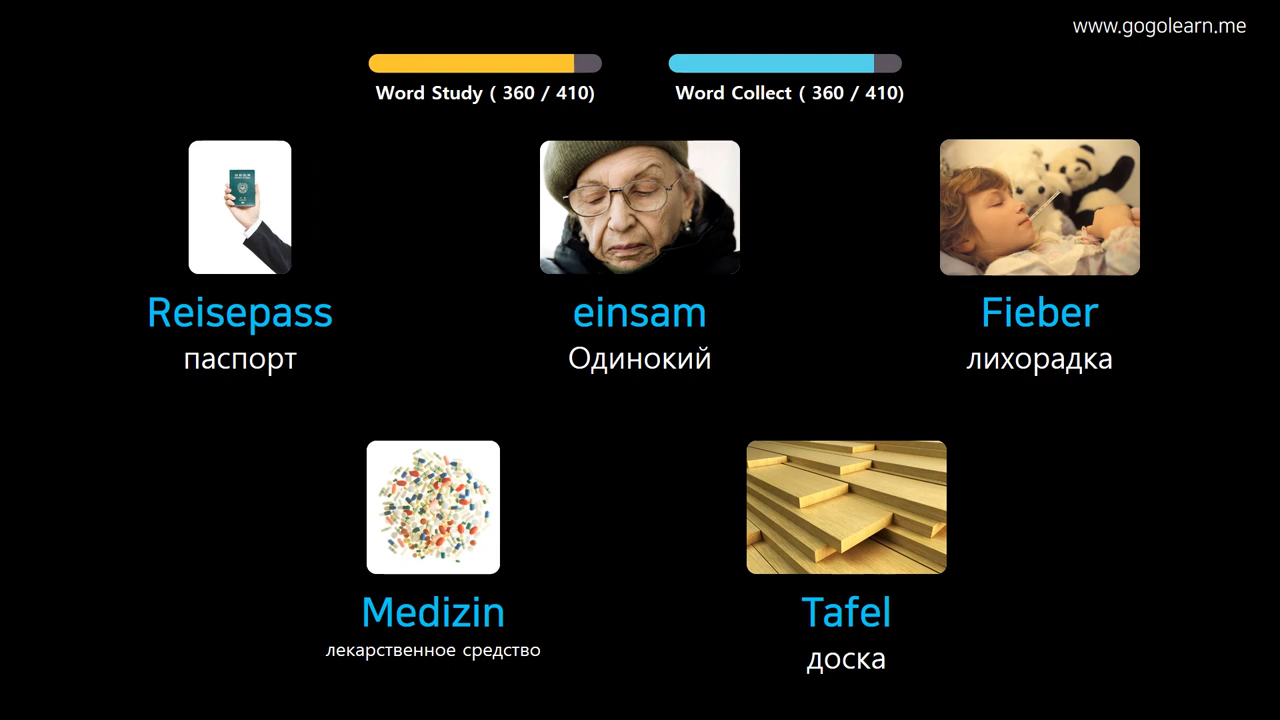 www.gogolearn.me
Word Study ( 360 / 410)
Word Collect ( 360 / 410)
Reisepass
паспорт
einsam
Одинокий
Fieber
лихорадка
Medizin
лекарственное средство
Tafel
доска